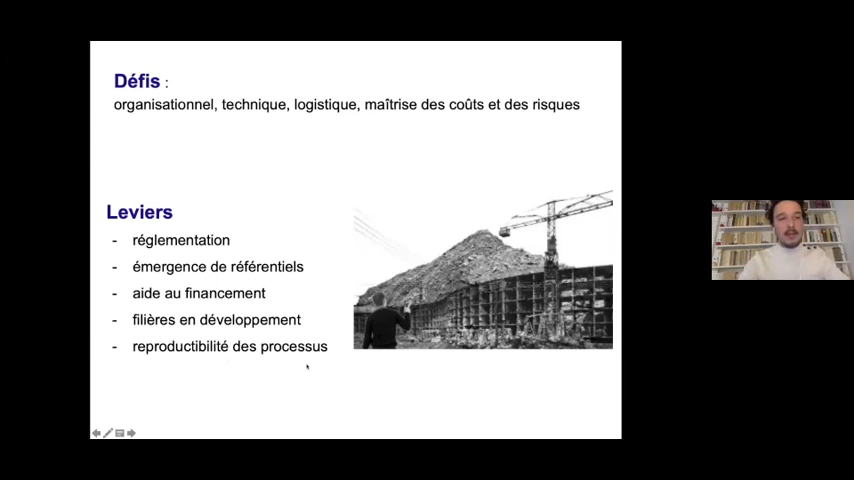 Défis :
organisationnel, technique, logistique, maîtrise des coûts et des risques
Leviers
- réglementation
- émergence de référentiels
- aide au financement
- filières en développement
- reproductibilité des processus